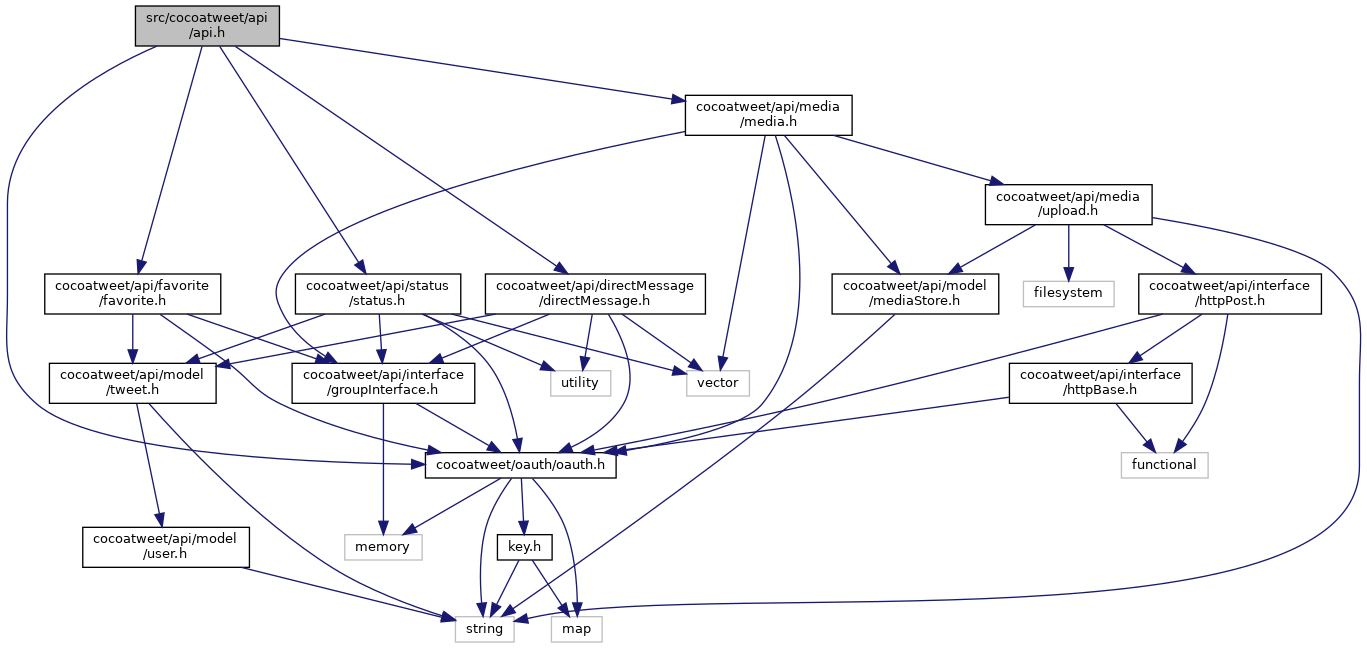 src/cocoatweet/api
/api.h
cocoatweet/api/media
/media.h
cocoatweet/api/media
/upload.h
cocoatweet/api/favorite
/favorite.h
cocoatweet/api/status
/status.h
cocoatweet/api/directMessage
/directMessage.h
cocoatweet/api/model
/mediaStore.h
filesystem
cocoatweet/api/interface
/httpPost.h
cocoatweet/api/model
/tweet.h
cocoatweet/api/interface
/groupInterface.h
utility
vector
cocoatweet/api/interface
/httpBase.h
cocoatweet/oauth/oauth.h
functional
cocoatweet/api/model
/user.h
memory
key.h
string
map